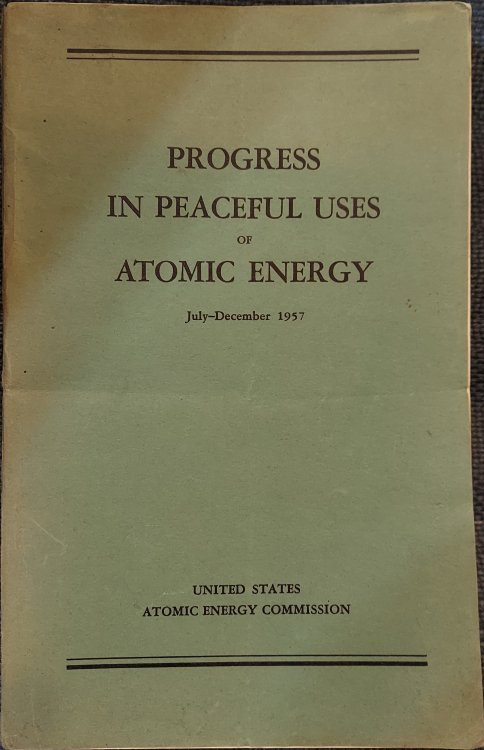 PROGRESS
IN PEACEFUL USES
OF
ATOMIC ENERGY
July–December 1957
UNITED STATES
ATOMIC ENERGY COMMISSION